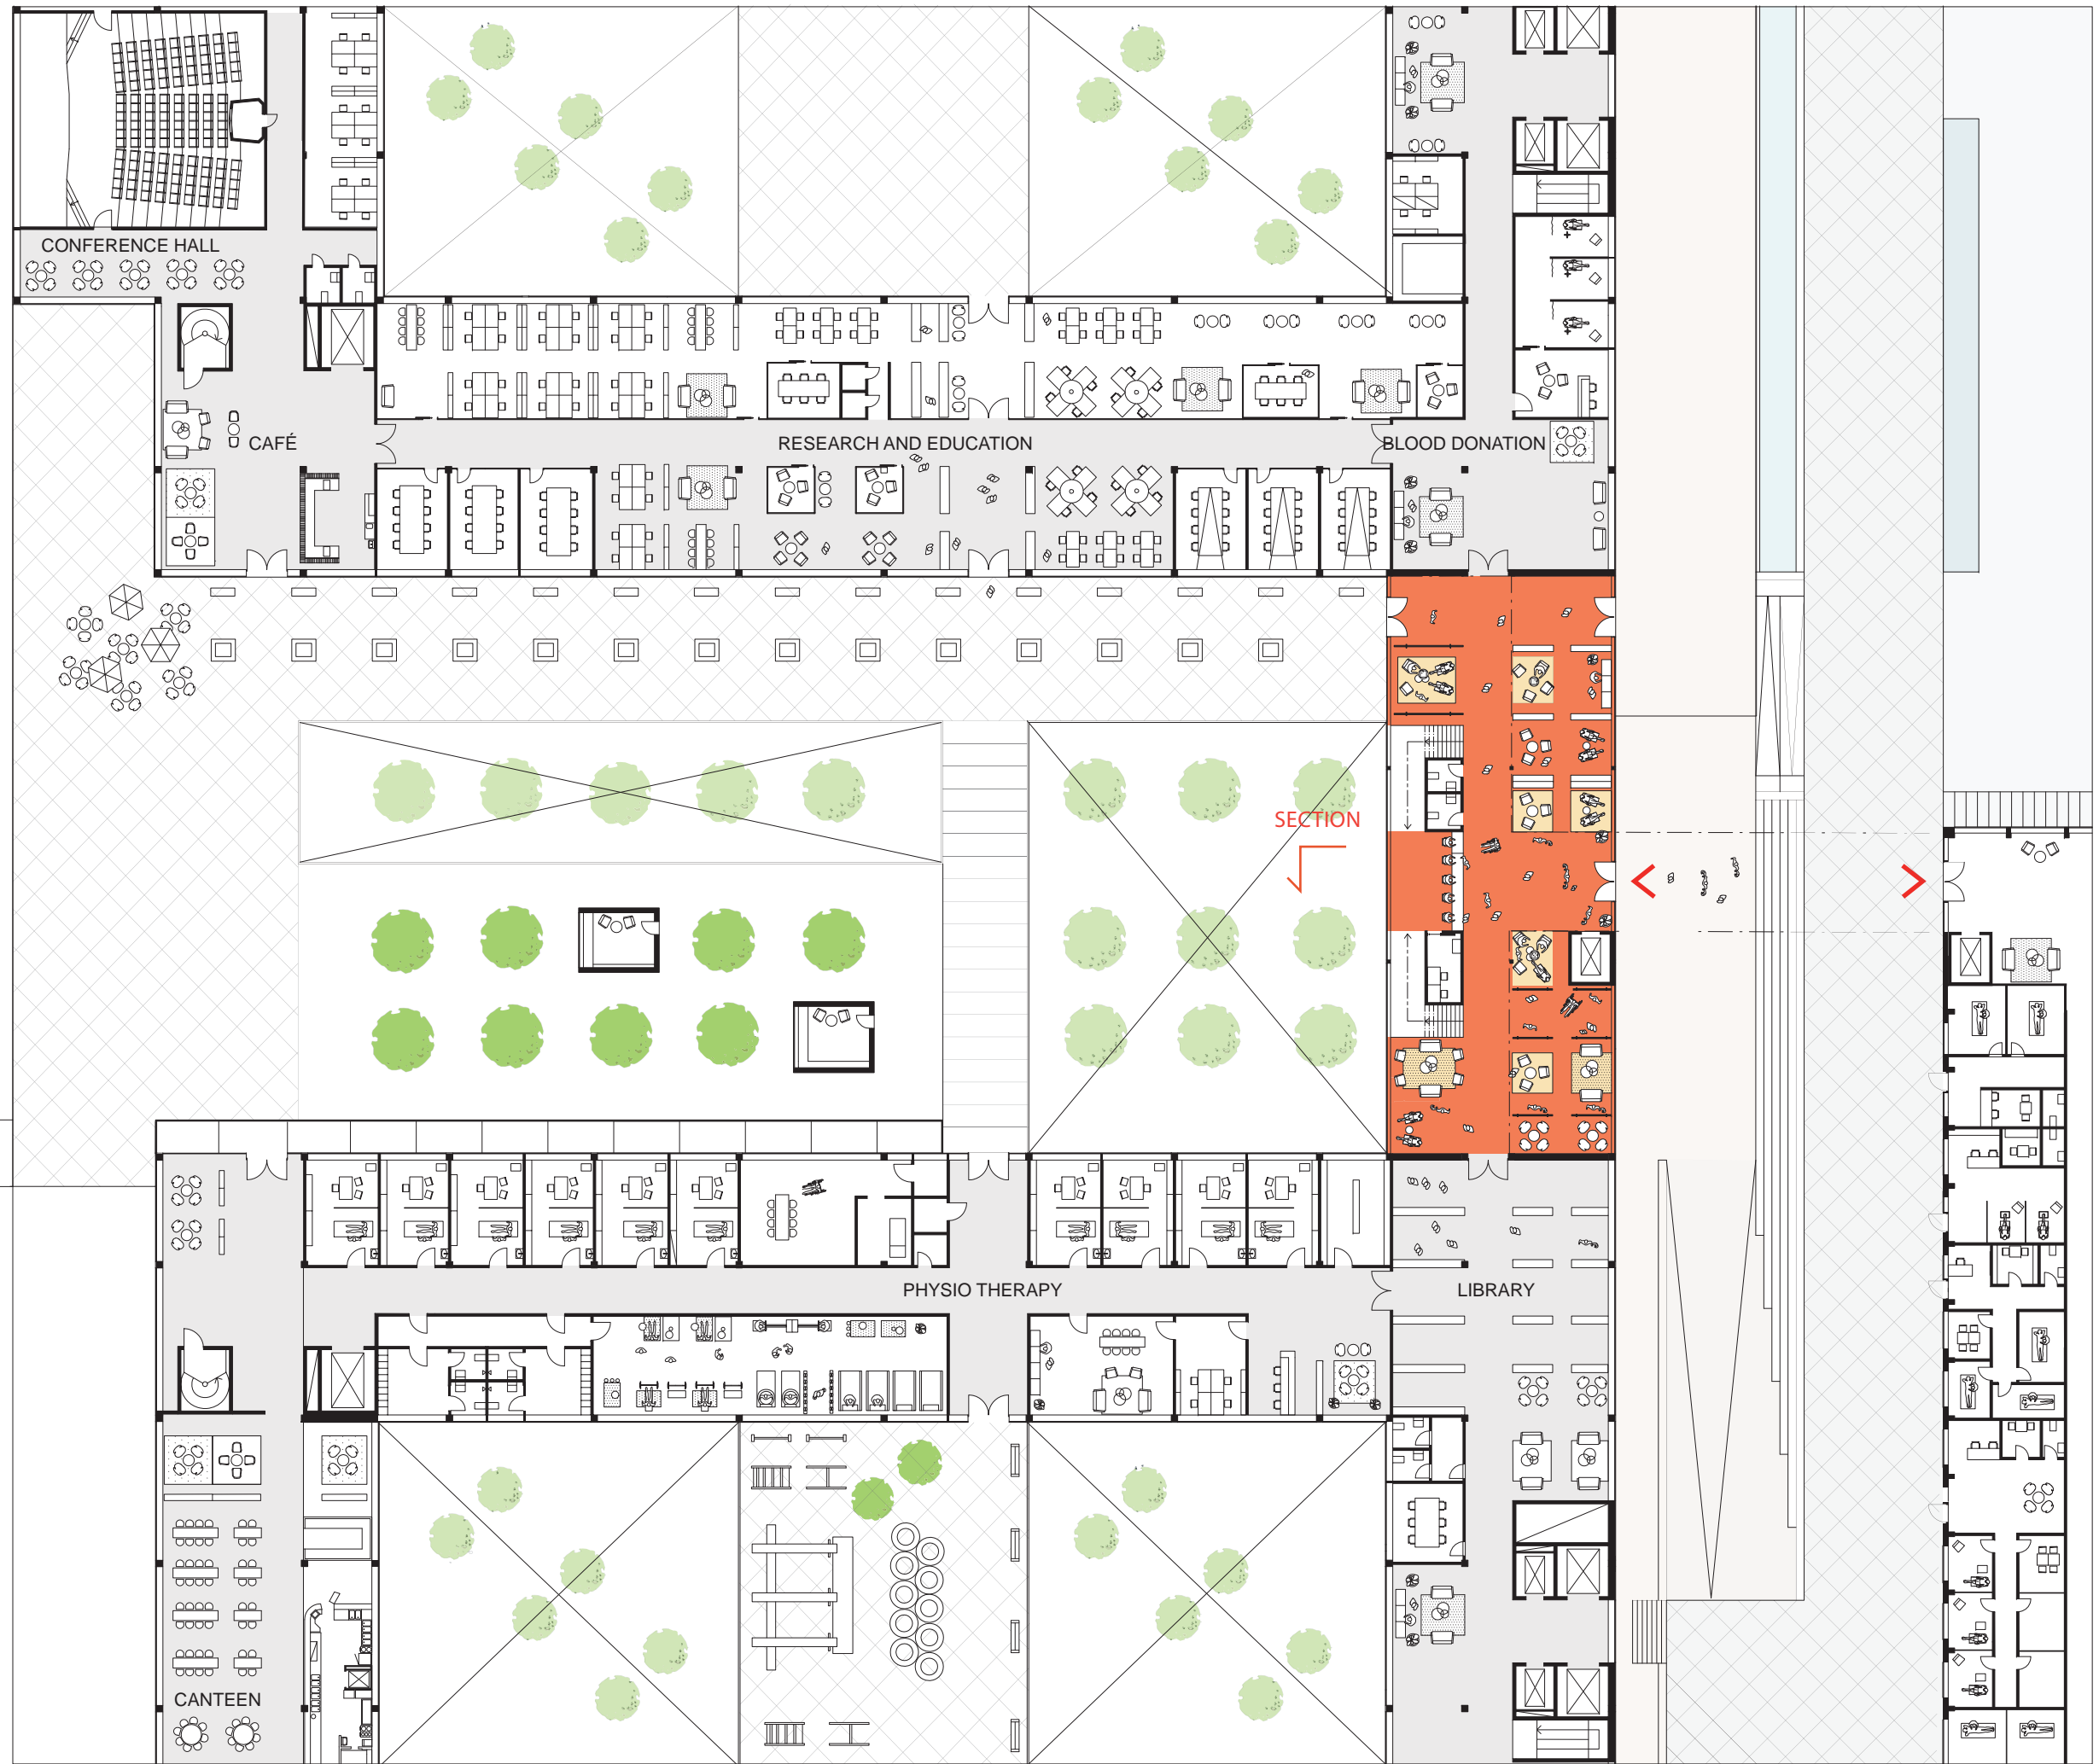 CONFERENCE HALL
CAFÉ
RESEARCH AND EDUCATION
BLOOD DONATION
SECTION
PHYSIO THERAPY
LIBRARY
CANTEEN